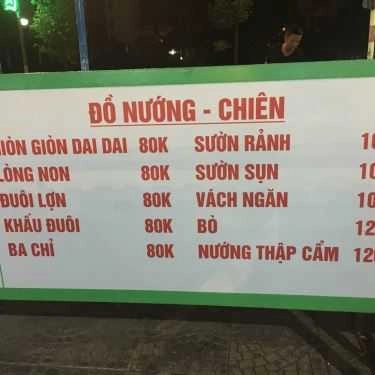 ĐỒ NƯỚNG - CHIÊN
GIÒN DAI DAI 80K SƯỜN RẢNH
LÒNG NON 80K SƯỜN SỤN
ĐUÔI LỢN 80K VÁCH NGĂN
KHẤU ĐUÔI 80K BÒ
BA CHỈ 80K NƯỚNG THẬP CẨM